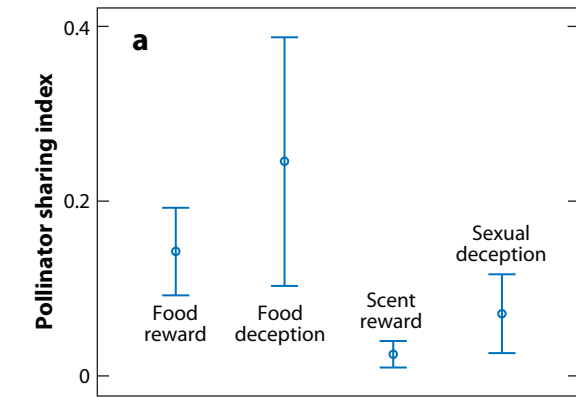 a
Pollinator sharing index
0.4
0.2
0
Food
reward
Food
deception
Scent
reward
Sexual
deception